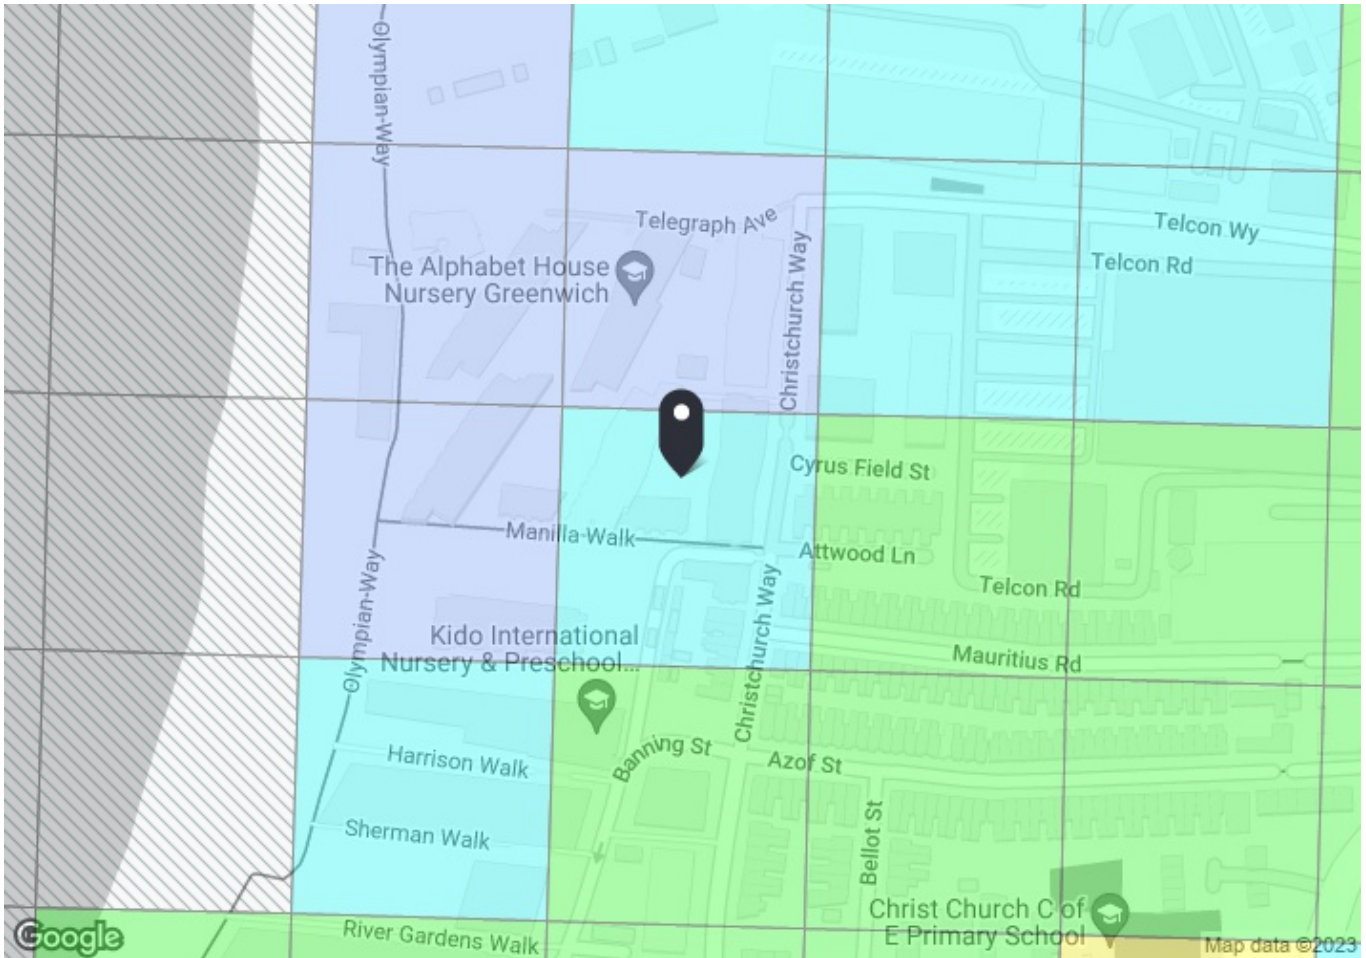 Olympian-Way
Telegraph Ave
Telcon Wy
The Alphabet House
Nursery Greenwich
Christchurch Way
Telcon Rd
Cyrus Field St
Manilla-Walk
Attwood Ln
Olympian-Way
Telcon Rd
Christchurch Way
Kido International
Nursery & Preschool...
Mauritius Rd
Banning St
Harrison Walk
Azof St
Sherman Walk
Bellot St
Christ Church C of
E Primary School
River Gardens Walk
Google
Map data ©2023